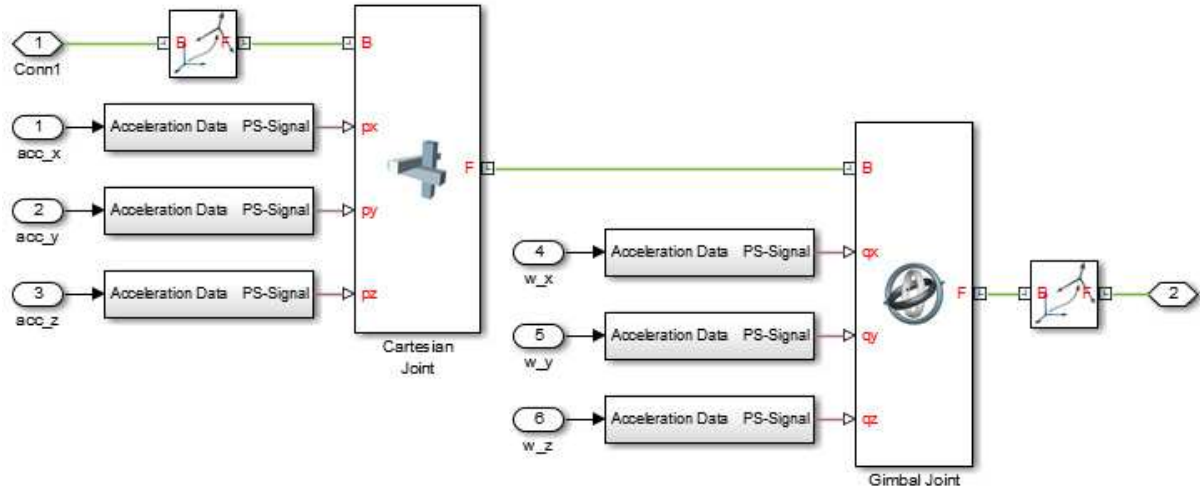 1
Conn1
B F
B
1
acc_x
Acceleration Data PS-Signal
px
2
acc_y
Acceleration Data PS-Signal
py
3
acc_z
Acceleration Data PS-Signal
pz
F
Cartesian
Joint
B
4
w_x
Acceleration Data PS-Signal
qx
5
w_y
Acceleration Data PS-Signal
qy
6
w_z
Acceleration Data PS-Signal
qz
F
Gimbal Joint
B F
2